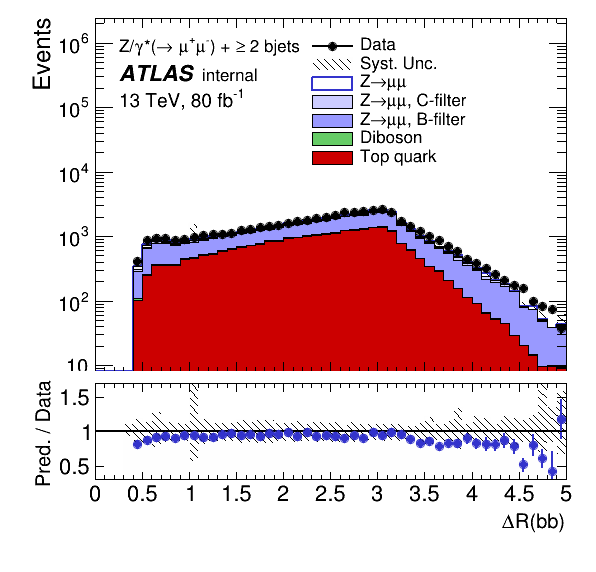 Events
10⁶
10⁵
10⁴
10³
10²
10
Z/γ*(→ μ⁺μ⁻) + ≥ 2 bjets
ATLAS internal
13 TeV, 80 fb⁻¹
Data
Syst. Unc.
Z→μμ
Z→μμ, C-filter
Z→μμ, B-filter
Diboson
Top quark
Pred. / Data
1.5
1
0.5
0 0.5 1 1.5 2 2.5 3 3.5 4 4.5 5
ΔR(bb)